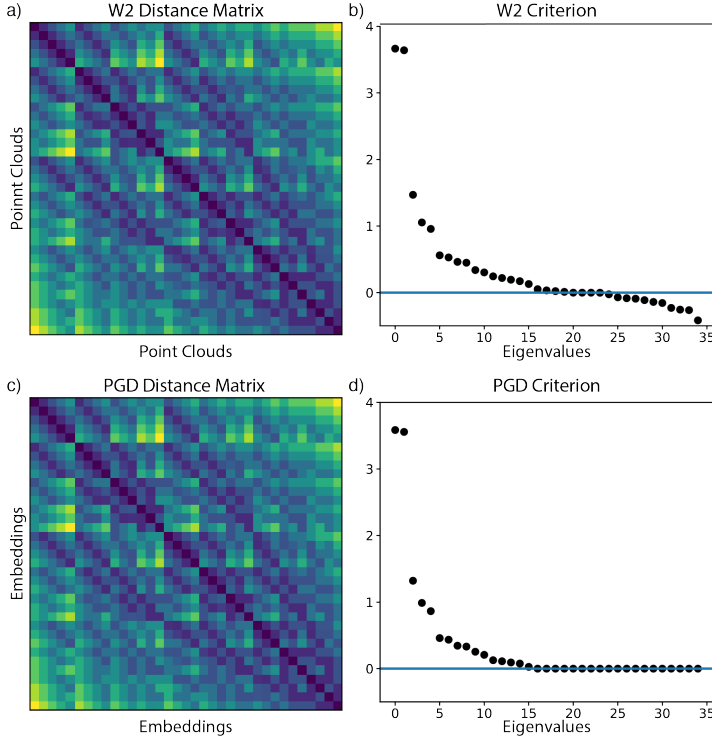 a) W2 Distance Matrix
Poinnt Clouds
Point Clouds
b) W2 Criterion
4
3
2
1
0
0 5 10 15 20 25 30 35
Eigenvalues
c) PGD Distance Matrix
Embeddings
Embeddings
d) PGD Criterion
4
3
2
1
0
0 5 10 15 20 25 30 35
Eigenvalues